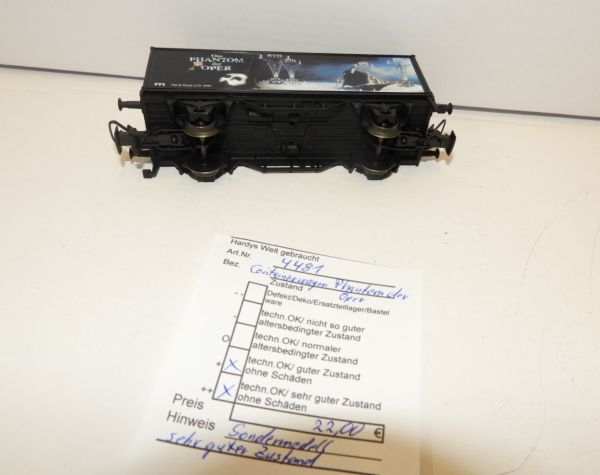 Das
PHANTOM
der
OPER
m
Hardys Welt gebraucht
Art.Nr. 4481
Bez. Containerwagen Phantom der
Oper
Zustand
-- Defekt/Deko/Ersatzteillager/Bastel
ware
- techn.OK/ nicht so guter
altersbedingter Zustand
O techn.OK/ normaler
altersbedingter Zustand
+ X techn.OK/ guter Zustand
ohne Schäden
++ X techn.OK/ sehr guter Zustand
ohne Schäden
Preis 22,00 €
Hinweis Sondermodell
sehr guter Zustand